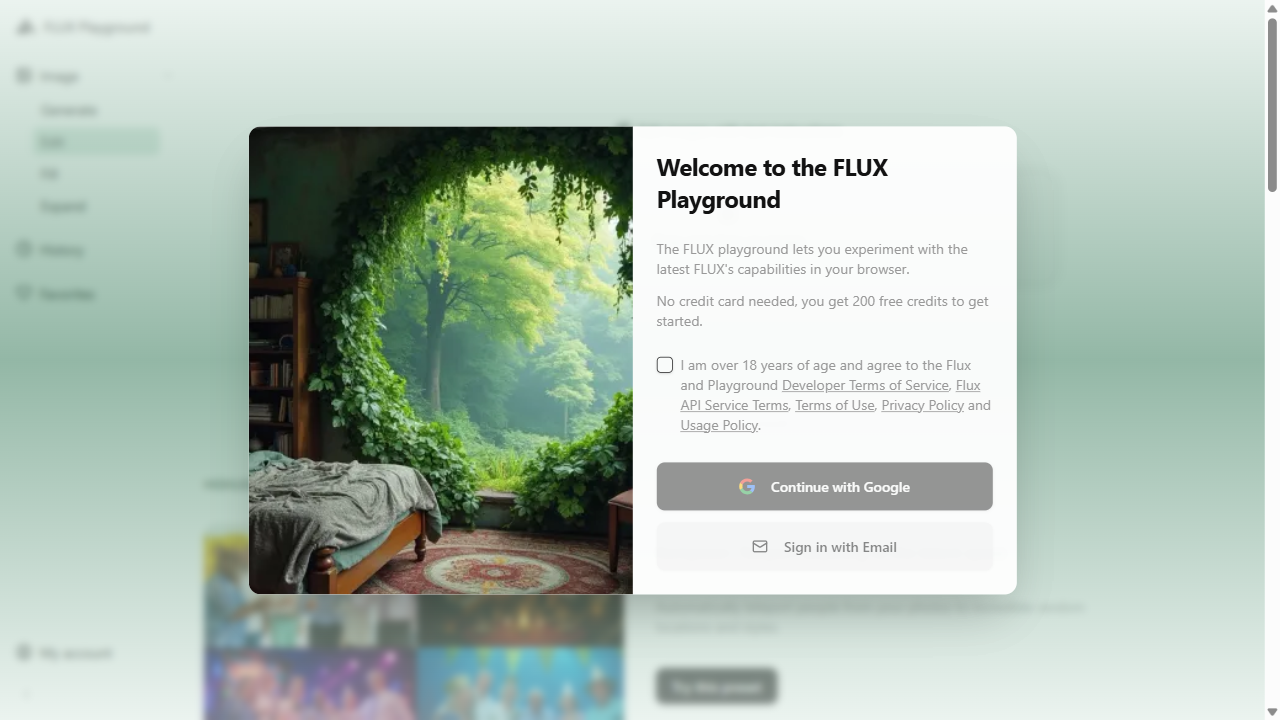 FLUX Playground
Image
Generate
Edit
Fill
Expand
History
Favorites
My account
Welcome to the FLUX
Playground
The FLUX playground lets you experiment with the
latest FLUX's capabilities in your browser.
No credit card needed, you get 200 free credits to get
started.
I am over 18 years of age and agree to the Flux
and Playground Developer Terms of Service, Flux
API Service Terms, Terms of Use, Privacy Policy and
Usage Policy.
Continue with Google
Sign in with Email
Try this preset